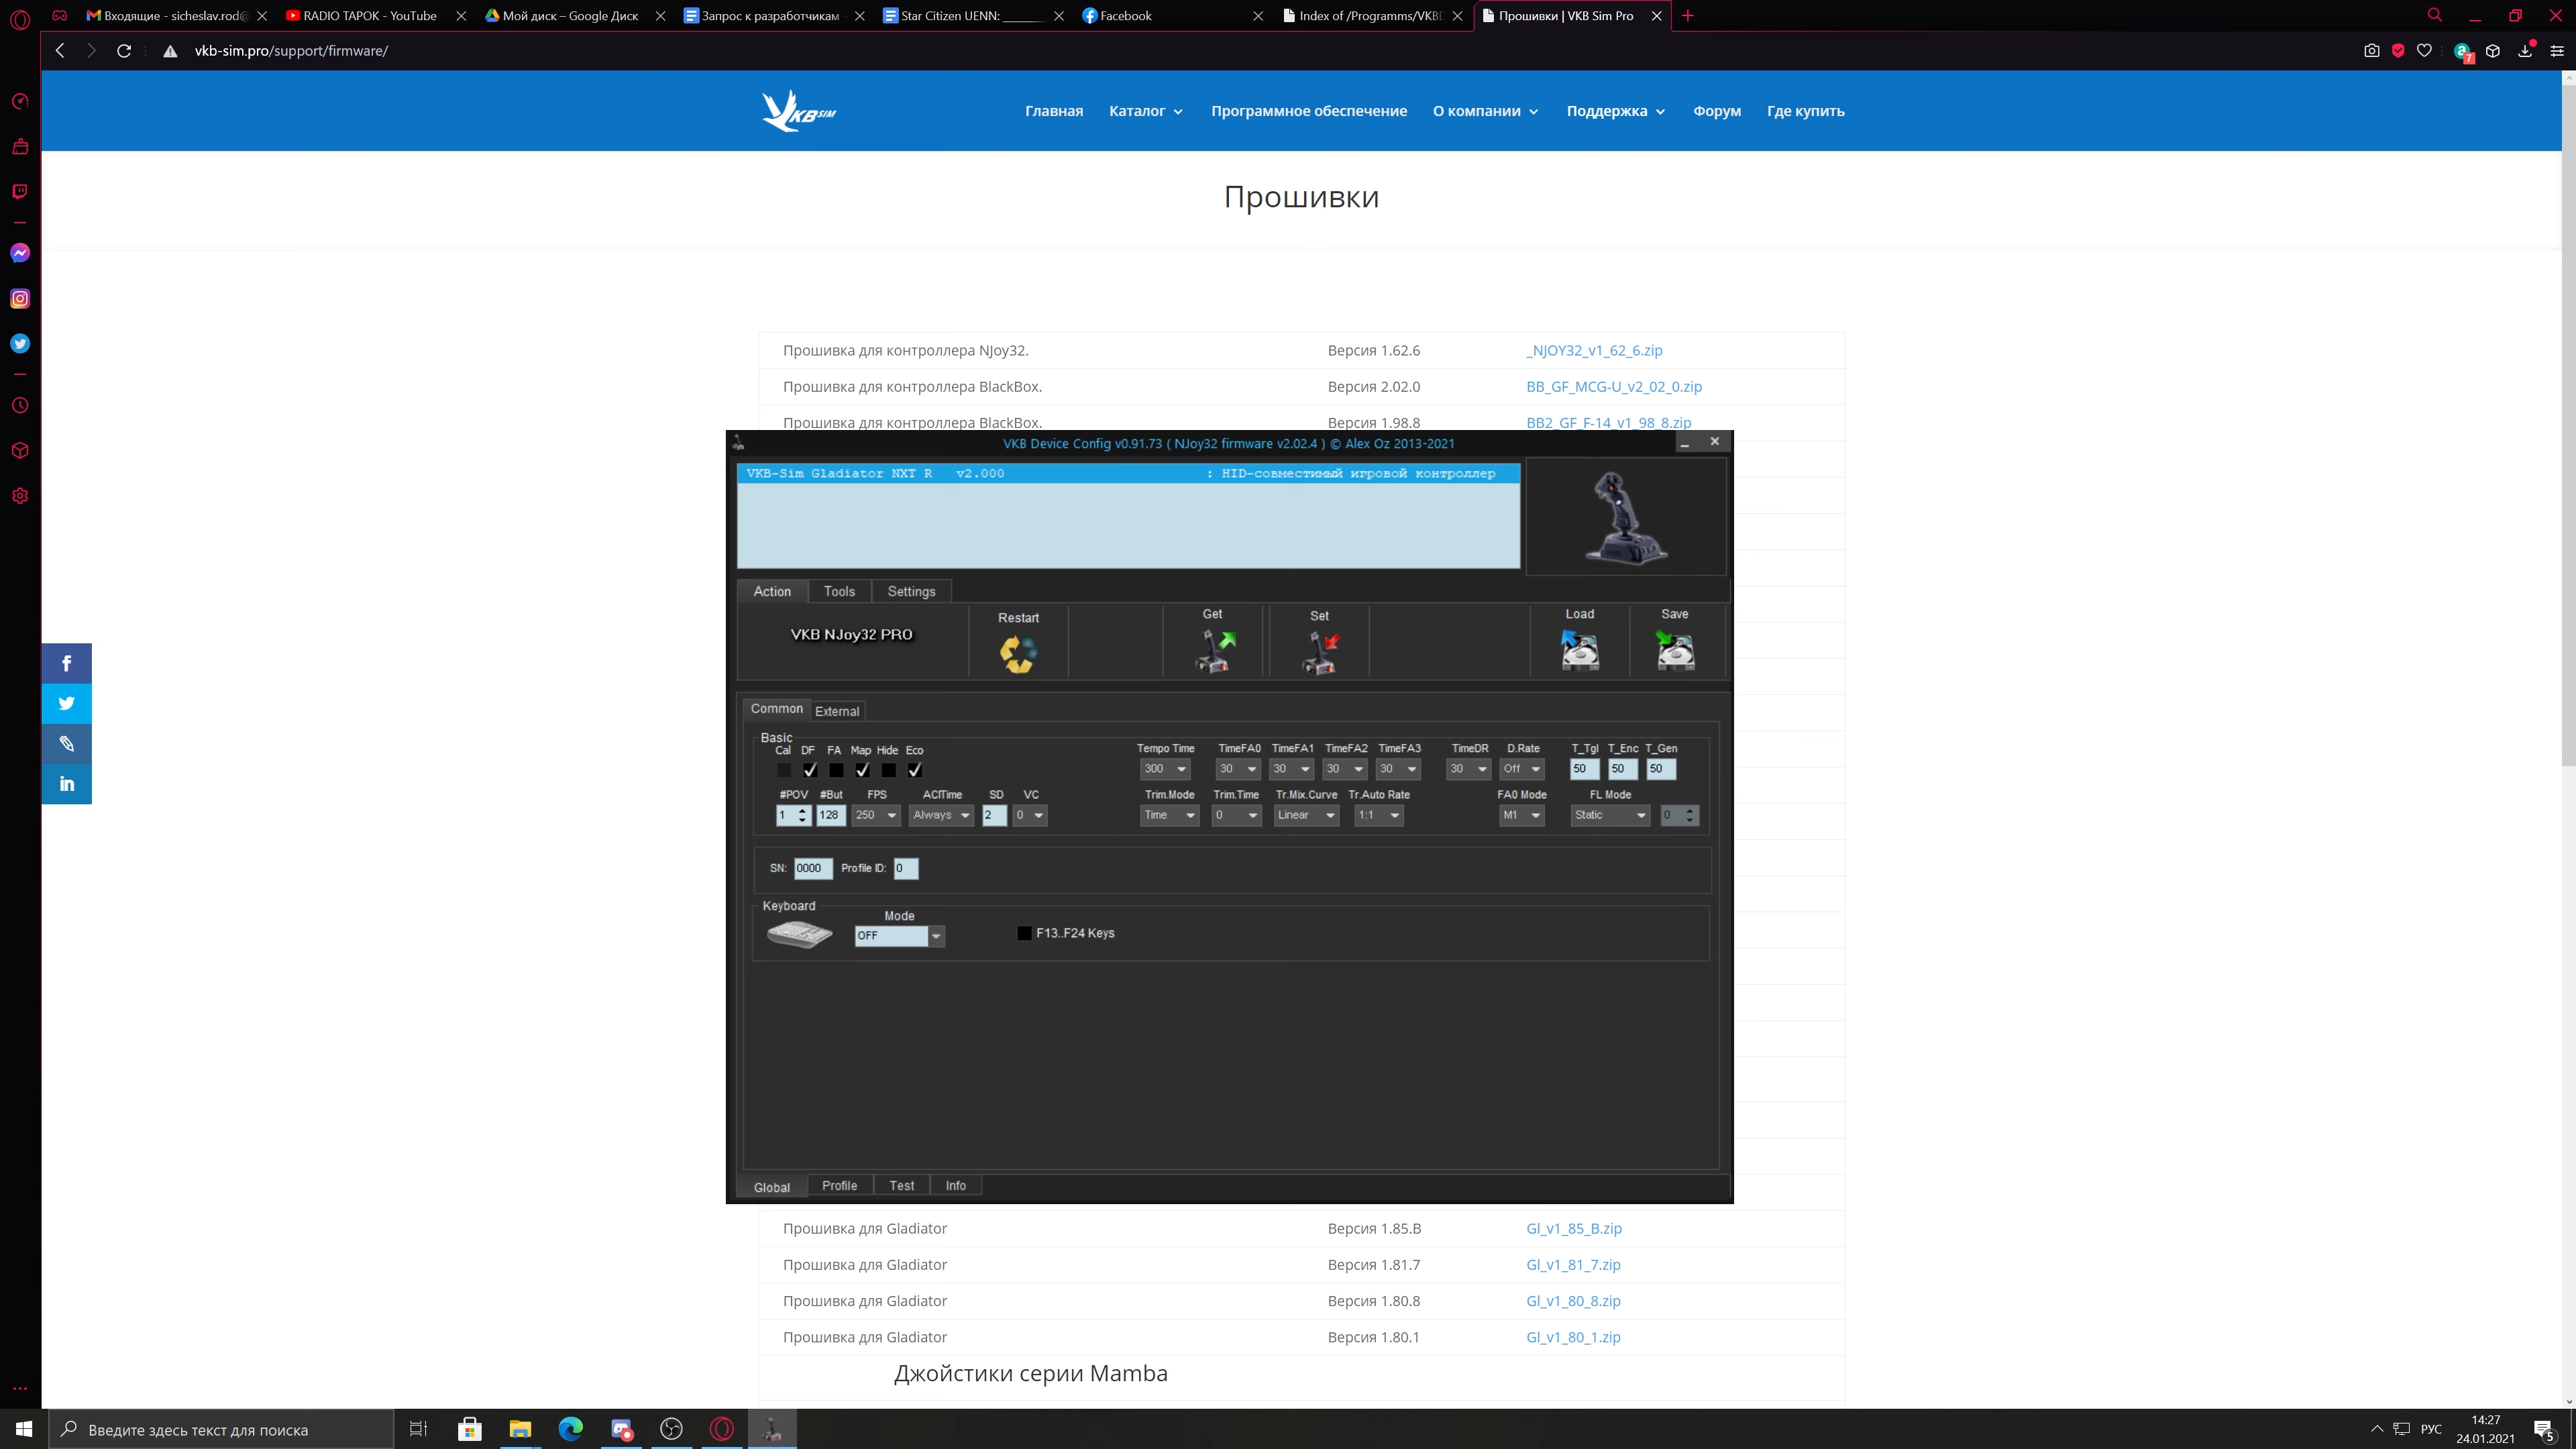 Входящие - sicheslav.rod@
RADIO TAPOK - YouTube
Мой диск – Google Диск
Запрос к разработчикам
Star Citizen UENN: ______
Facebook
Index of /Programms/VKBD
Прошивки | VKB Sim Pro
vkb-sim.pro/support/firmware/
7
VKB SIM
Главная
Каталог
Программное обеспечение
О компании
Поддержка
Форум
Где купить
Прошивки
Прошивка для контроллера NJoy32. Версия 1.62.6 _NJOY32_v1_62_6.zip
Прошивка для контроллера BlackBox. Версия 2.02.0 BB_GF_MCG-U_v2_02_0.zip
Прошивка для контроллера BlackBox. Версия 1.98.8 BB2_GF_F-14_v1_98_8.zip
VKB Device Config v0.91.73 ( NJoy32 firmware v2.02.4 ) © Alex Oz 2013-2021
VKB-Sim Gladiator NXT R v2.000 : HID-совместимый игровой контроллер
Action Tools Settings
VKB NJoy32 PRO
Restart
Get
Set
Load
Save
Common External
Basic
Cal DF FA Map Hide Eco
Tempo Time TimeFA0 TimeFA1 TimeFA2 TimeFA3 TimeDR D.Rate T_Tgl T_Enc T_Gen
300 30 30 30 30 30 Off 50 50 50
#POV #But FPS ACITime SD VC Trim.Mode Trim.Time Tr.Mix.Curve Tr.Auto Rate FA0 Mode FL Mode
1 128 250 Always 2 0 Time 0 Linear 1:1 M1 Static 0
SN: 0000 Profile ID: 0
Keyboard
Mode
OFF
F13..F24 Keys
Global Profile Test Info
Прошивка для Gladiator Версия 1.85.B Gl_v1_85_B.zip
Прошивка для Gladiator Версия 1.81.7 Gl_v1_81_7.zip
Прошивка для Gladiator Версия 1.80.8 Gl_v1_80_8.zip
Прошивка для Gladiator Версия 1.80.1 Gl_v1_80_1.zip
Джойстики серии Mamba
Введите здесь текст для поиска
РУС
14:27
24.01.2021
5